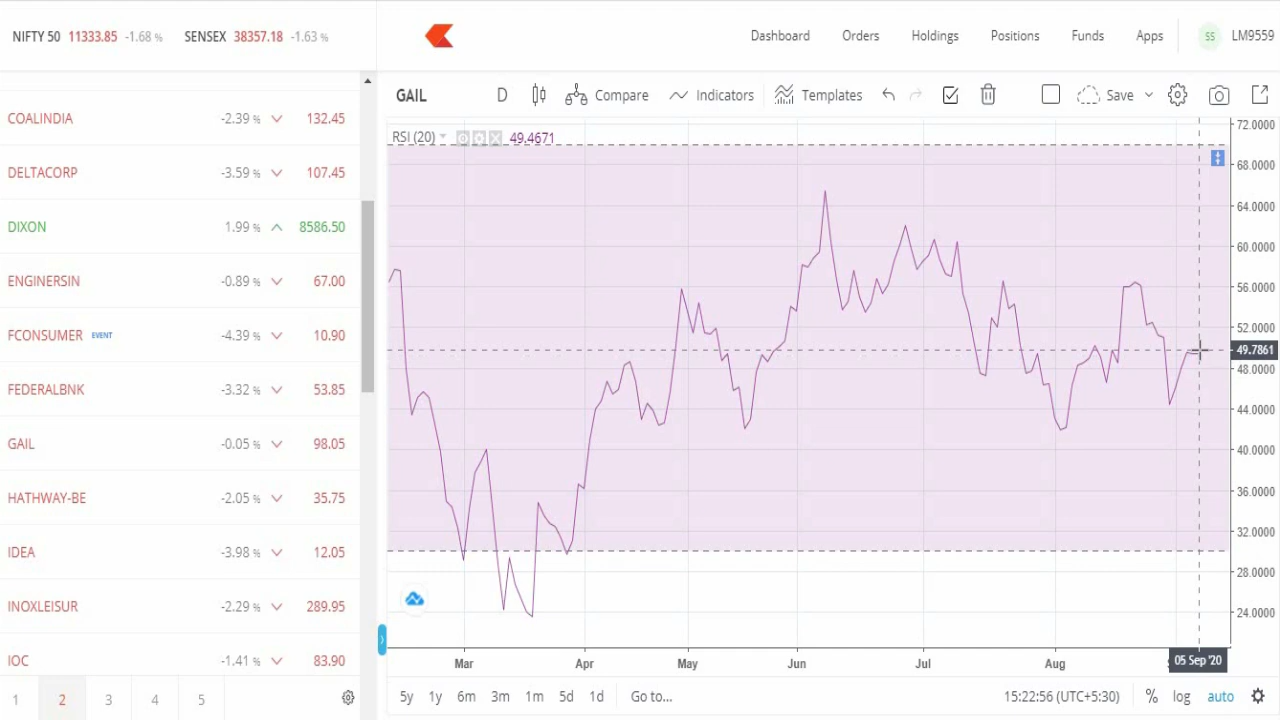 NIFTY 50 11333.85 -1.68 % SENSEX 38357.18 -1.63 %
Dashboard Orders Holdings Positions Funds Apps SS LM9559
COALINDIA -2.39 % 132.45
DELTACORP -3.59 % 107.45
DIXON 1.99 % 8586.50
ENGINERSIN -0.89 % 67.00
FCONSUMER EVENT -4.39 % 10.90
FEDERALBNK -3.32 % 53.85
GAIL -0.05 % 98.05
HATHWAY-BE -2.05 % 35.75
IDEA -3.98 % 12.05
INOXLEISUR -2.29 % 289.95
IOC -1.41 % 83.90
1 2 3 4 5
GAIL D Compare Indicators Templates Save
RSI (20) 49.4671
72.0000
68.0000
64.0000
60.0000
56.0000
52.0000
49.7861
48.0000
44.0000
40.0000
36.0000
32.0000
28.0000
24.0000
Mar Apr May Jun Jul Aug 05 Sep '20
5y 1y 6m 3m 1m 5d 1d Go to... 15:22:56 (UTC+5:30) % log auto